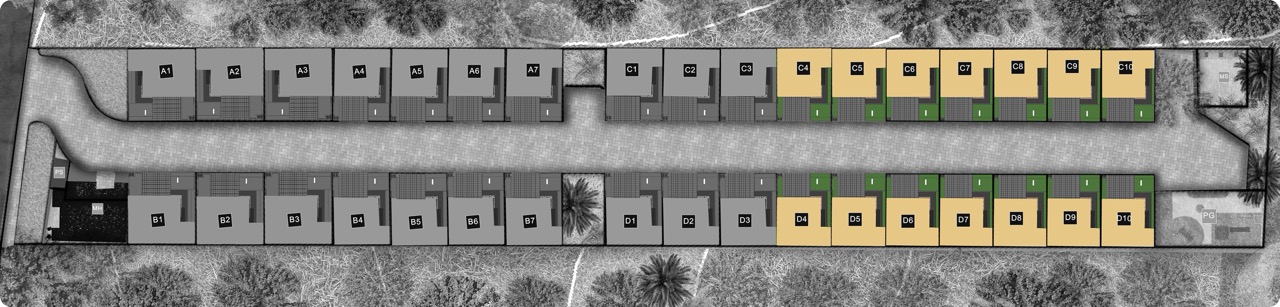 A1 A2 A3 A4 A5 A6 A7 C1 C2 C3 C4 C5 C6 C7 C8 C9 C10
MS
PS
MH
B1 B2 B3 B4 B5 B6 B7 D1 D2 D3 D4 D5 D6 D7 D8 D9 D10
PG